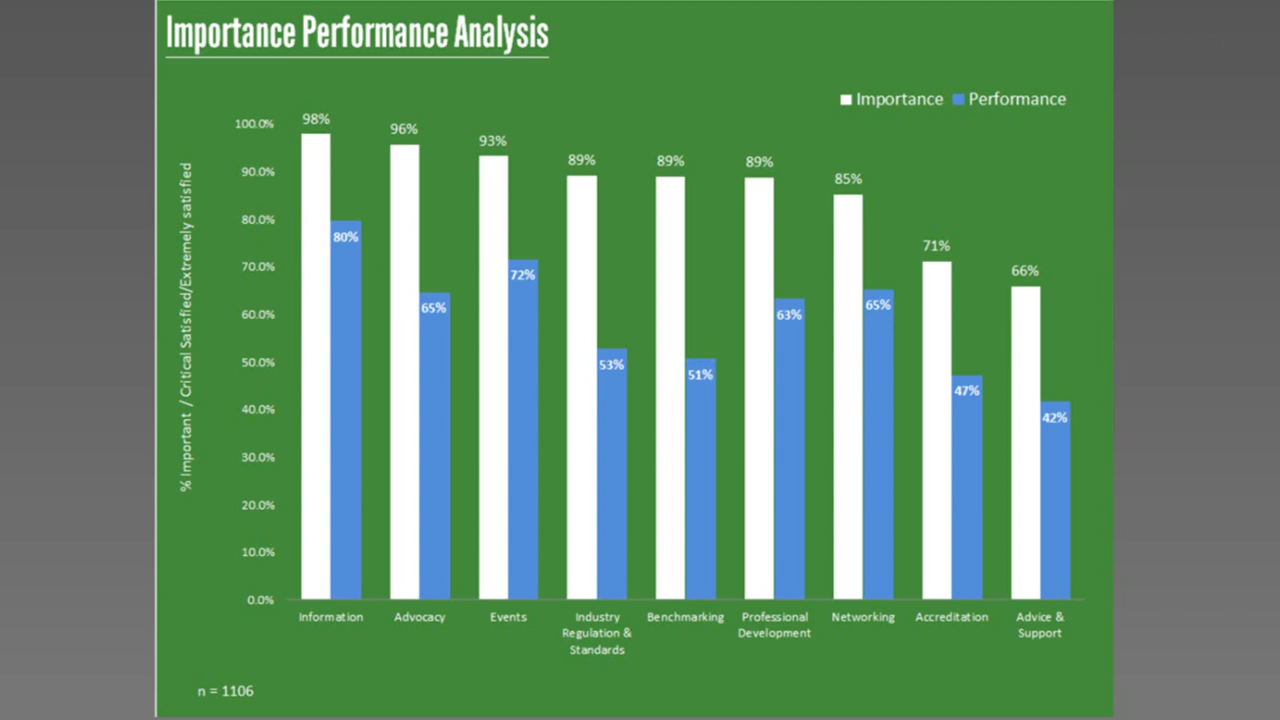 Importance Performance Analysis
Importance Performance
% Important / Critical Satisfied/Extremely satisfied
100.0%
90.0%
80.0%
70.0%
60.0%
50.0%
40.0%
30.0%
20.0%
10.0%
0.0%
98% 80%
96% 65%
93% 72%
89% 53%
89% 51%
89% 63%
85% 65%
71% 47%
66% 42%
Information
Advocacy
Events
Industry
Regulation &
Standards
Benchmarking
Professional
Development
Networking
Accreditation
Advice &
Support
n = 1106